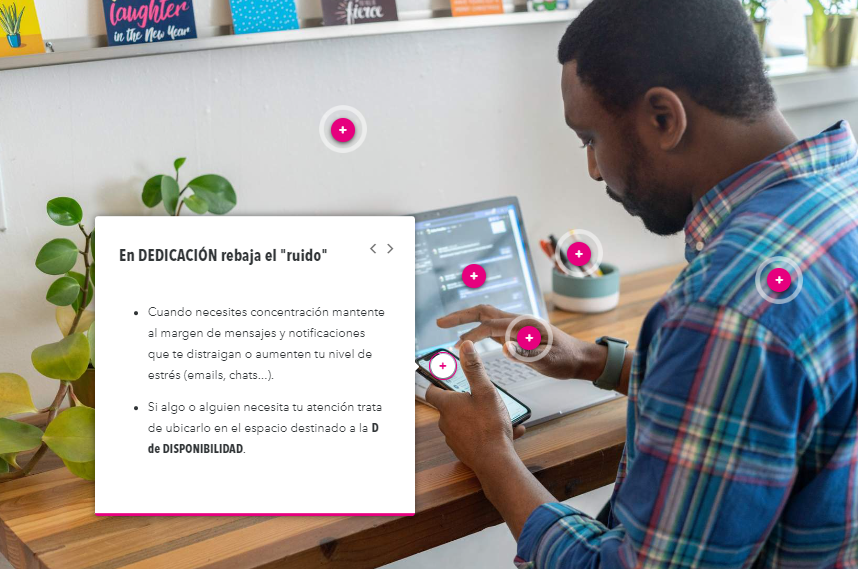 laughter
in the New Year
fierce
En DEDICACIÓN rebaja el "ruido"
Cuando necesites concentración mantente
al margen de mensajes y notificaciones
que te distraigan o aumenten tu nivel de
estrés (emails, chats...).
Si algo o alguien necesita tu atención trata
de ubicarlo en el espacio destinado a la D
de DISPONIBILIDAD.